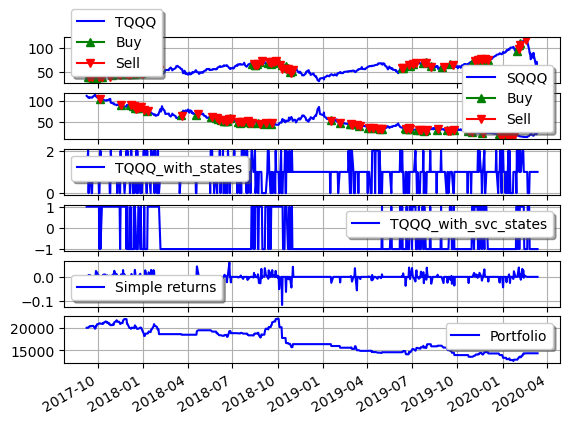 TQQQ
Buy
Sell
100
50
SQQQ
Buy
Sell
100
50
2
0
TQQQ_with_states
1
0
−1
TQQQ_with_svc_states
0.0
−0.1
Simple returns
20000
15000
Portfolio
2017-10
2018-01
2018-04
2018-07
2018-10
2019-01
2019-04
2019-07
2019-10
2020-01
2020-04